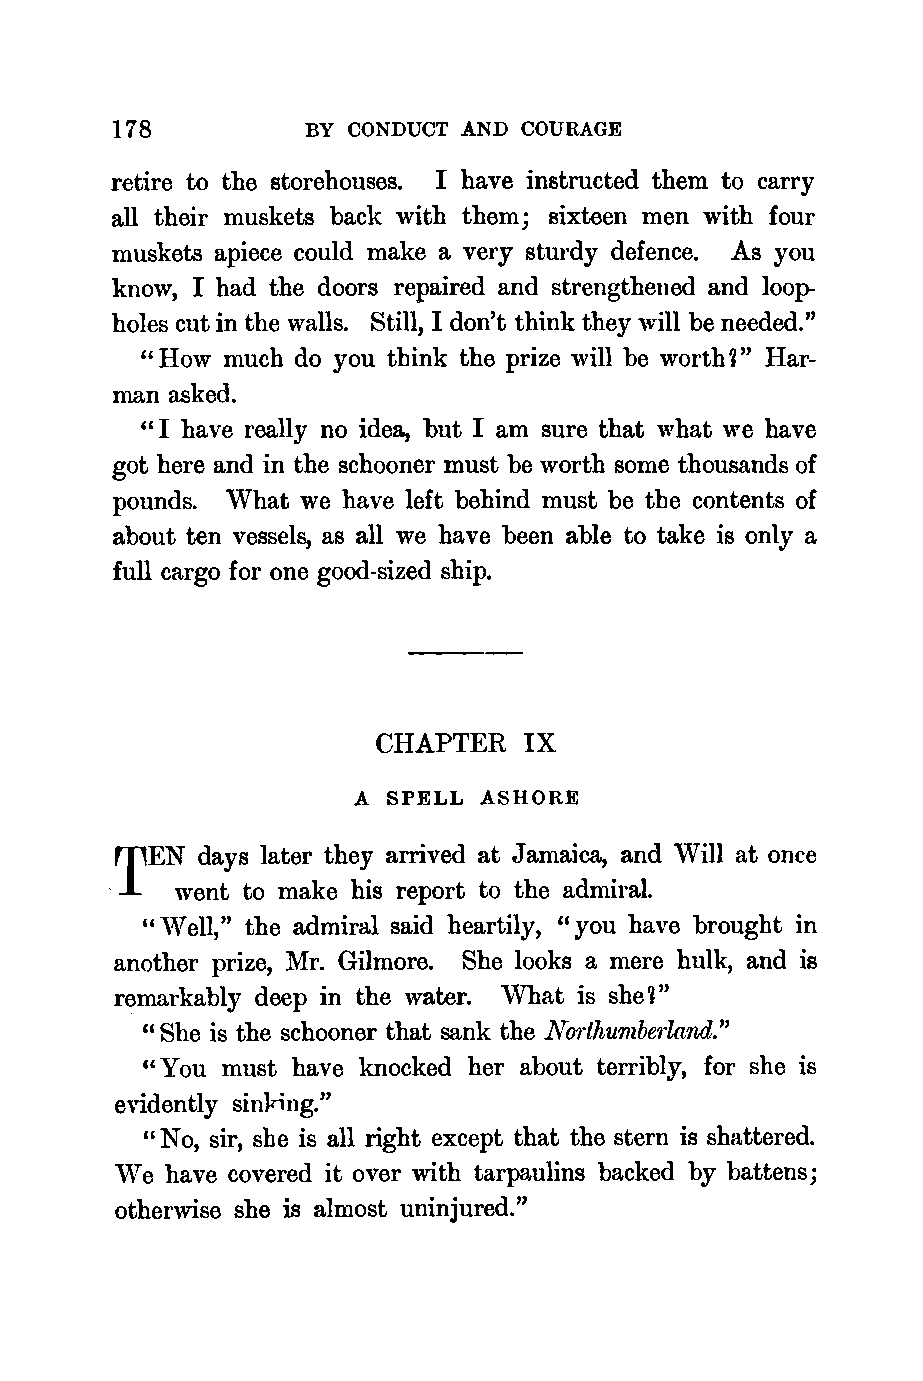 178 BY CONDUCT AND COURAGE
retire to the storehouses. I have instructed them to carry
all their muskets back with them; sixteen men with four
muskets apiece could make a very sturdy defence. As you
know, I had the doors repaired and strengthened and loop-
holes cut in the walls. Still, I don't think they will be needed."
"How much do you think the prize will be worth?" Har-
man asked.
"I have really no idea, but I am sure that what we have
got here and in the schooner must be worth some thousands of
pounds. What we have left behind must be the contents of
about ten vessels, as all we have been able to take is only a
full cargo for one good-sized ship.
CHAPTER IX
A SPELL ASHORE
TEN days later they arrived at Jamaica, and Will at once
went to make his report to the admiral.
"Well," the admiral said heartily, "you have brought in
another prize, Mr. Gilmore. She looks a mere hulk, and is
remarkably deep in the water. What is she?"
"She is the schooner that sank the Northumberland."
"You must have knocked her about terribly, for she is
evidently sinking."
"No, sir, she is all right except that the stern is shattered.
We have covered it over with tarpaulins backed by battens;
otherwise she is almost uninjured."